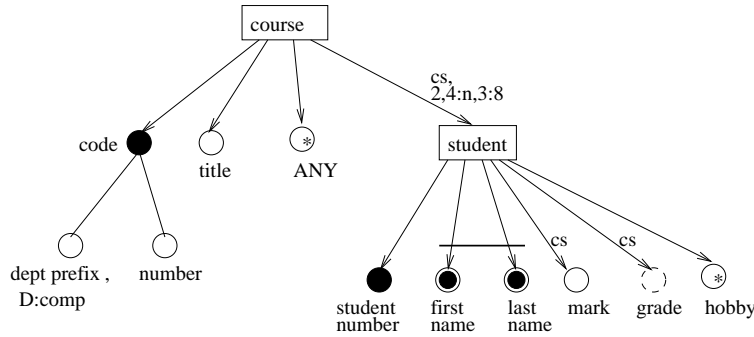 course
cs,
2,4:n,3:8
code
title
*
ANY
student
dept prefix ,
D:comp
number
cs
cs
*
student
number
first
name
last
name
mark
grade
hobby